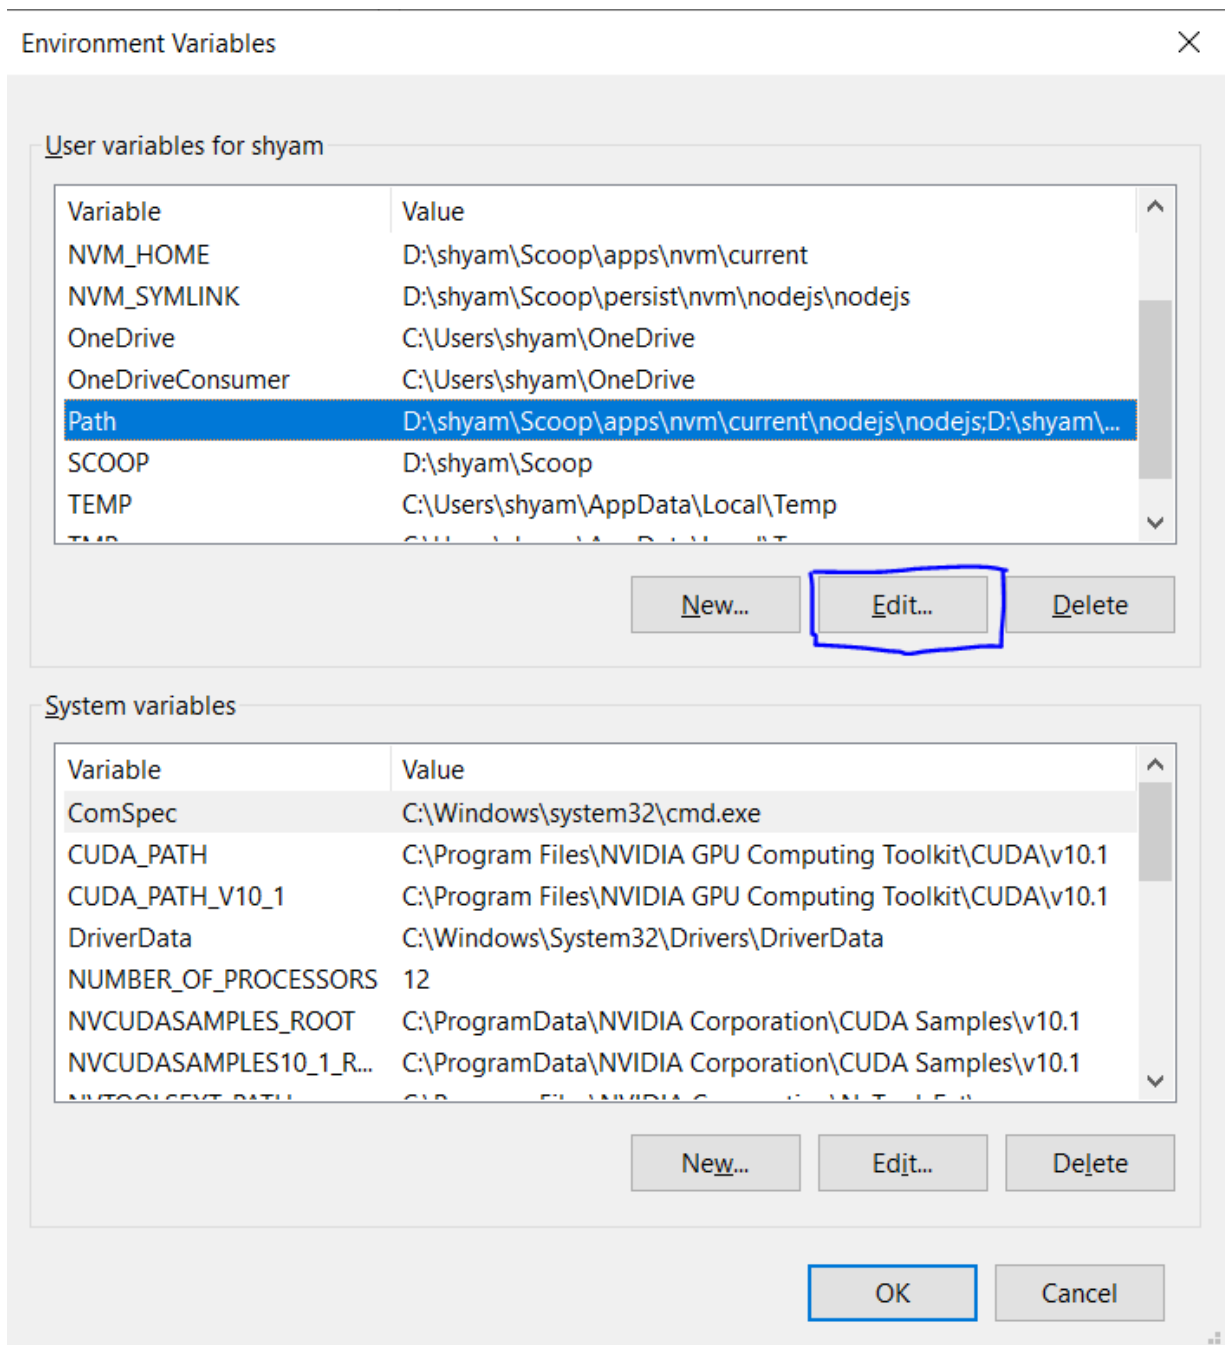 Environment Variables
User variables for shyam
Variable Value
NVM_HOME D:\shyam\Scoop\apps\nvm\current
NVM_SYMLINK D:\shyam\Scoop\persist\nvm\nodejs\nodejs
OneDrive C:\Users\shyam\OneDrive
OneDriveConsumer C:\Users\shyam\OneDrive
Path D:\shyam\Scoop\apps\nvm\current\nodejs\nodejs;D:\shyam\...
SCOOP D:\shyam\Scoop
TEMP C:\Users\shyam\AppData\Local\Temp
New... Edit... Delete
System variables
Variable Value
ComSpec C:\Windows\system32\cmd.exe
CUDA_PATH C:\Program Files\NVIDIA GPU Computing Toolkit\CUDA\v10.1
CUDA_PATH_V10_1 C:\Program Files\NVIDIA GPU Computing Toolkit\CUDA\v10.1
DriverData C:\Windows\System32\Drivers\DriverData
NUMBER_OF_PROCESSORS 12
NVCUDASAMPLES_ROOT C:\ProgramData\NVIDIA Corporation\CUDA Samples\v10.1
NVCUDASAMPLES10_1_R... C:\ProgramData\NVIDIA Corporation\CUDA Samples\v10.1
New... Edit... Delete
OK Cancel